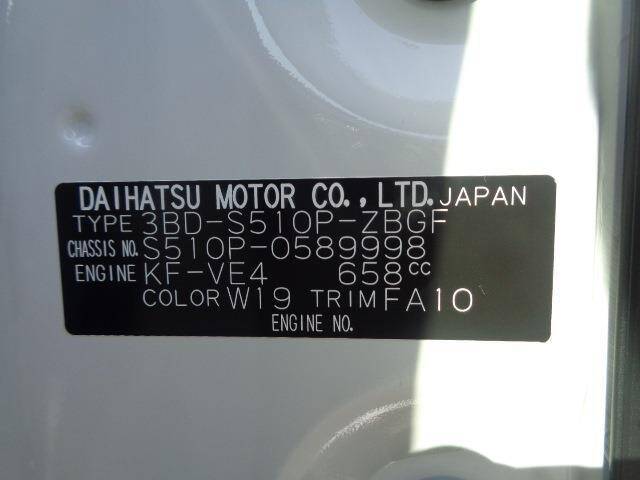 DAIHATSU MOTOR CO., LTD. JAPAN
TYPE 3BD-S510P-ZBGF
CHASSIS NO. S510P-0589998
ENGINE KF-VE4 658cc
COLOR W19 TRIM FA10
ENGINE NO.